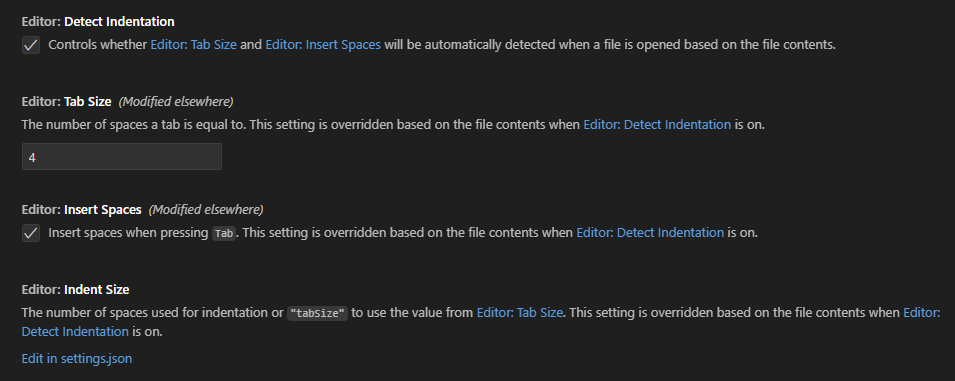 Editor: Detect Indentation
Controls whether Editor: Tab Size and Editor: Insert Spaces will be automatically detected when a file is opened based on the file contents.
Editor: Tab Size (Modified elsewhere)
The number of spaces a tab is equal to. This setting is overridden based on the file contents when Editor: Detect Indentation is on.
4
Editor: Insert Spaces (Modified elsewhere)
Insert spaces when pressing Tab. This setting is overridden based on the file contents when Editor: Detect Indentation is on.
Editor: Indent Size
The number of spaces used for indentation or "tabSize" to use the value from Editor: Tab Size. This setting is overridden based on the file contents when Editor:
Detect Indentation is on.
Edit in settings.json